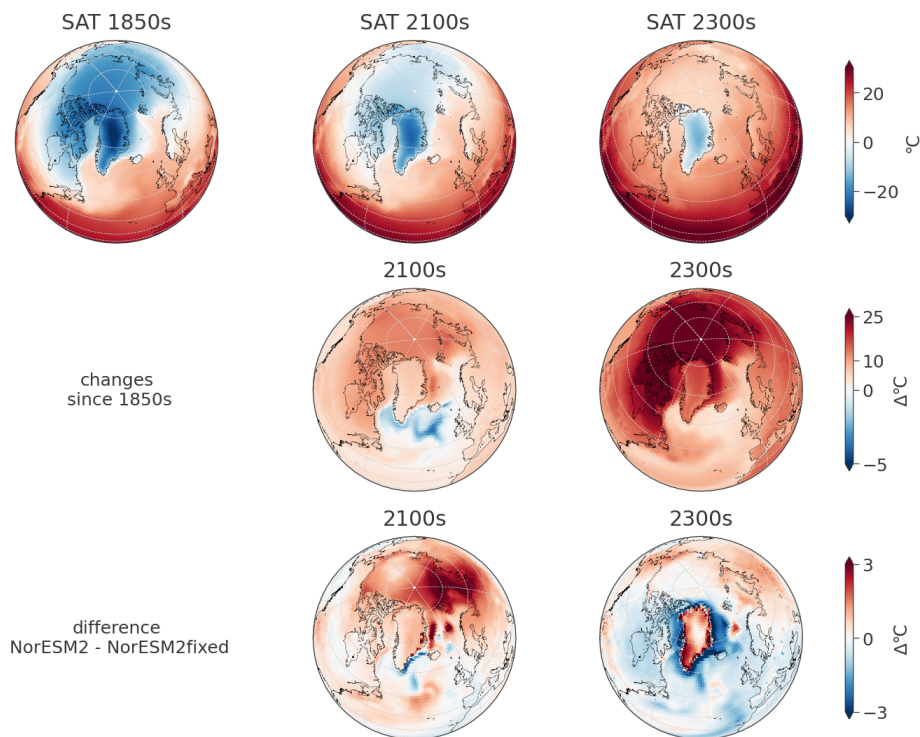 SAT 1850s
SAT 2100s
SAT 2300s
20
0
−20
°C
2100s
2300s
changes
since 1850s
25
10
0
−5
Δ°C
2100s
2300s
difference
NorESM2 - NorESM2fixed
3
0
−3
Δ°C